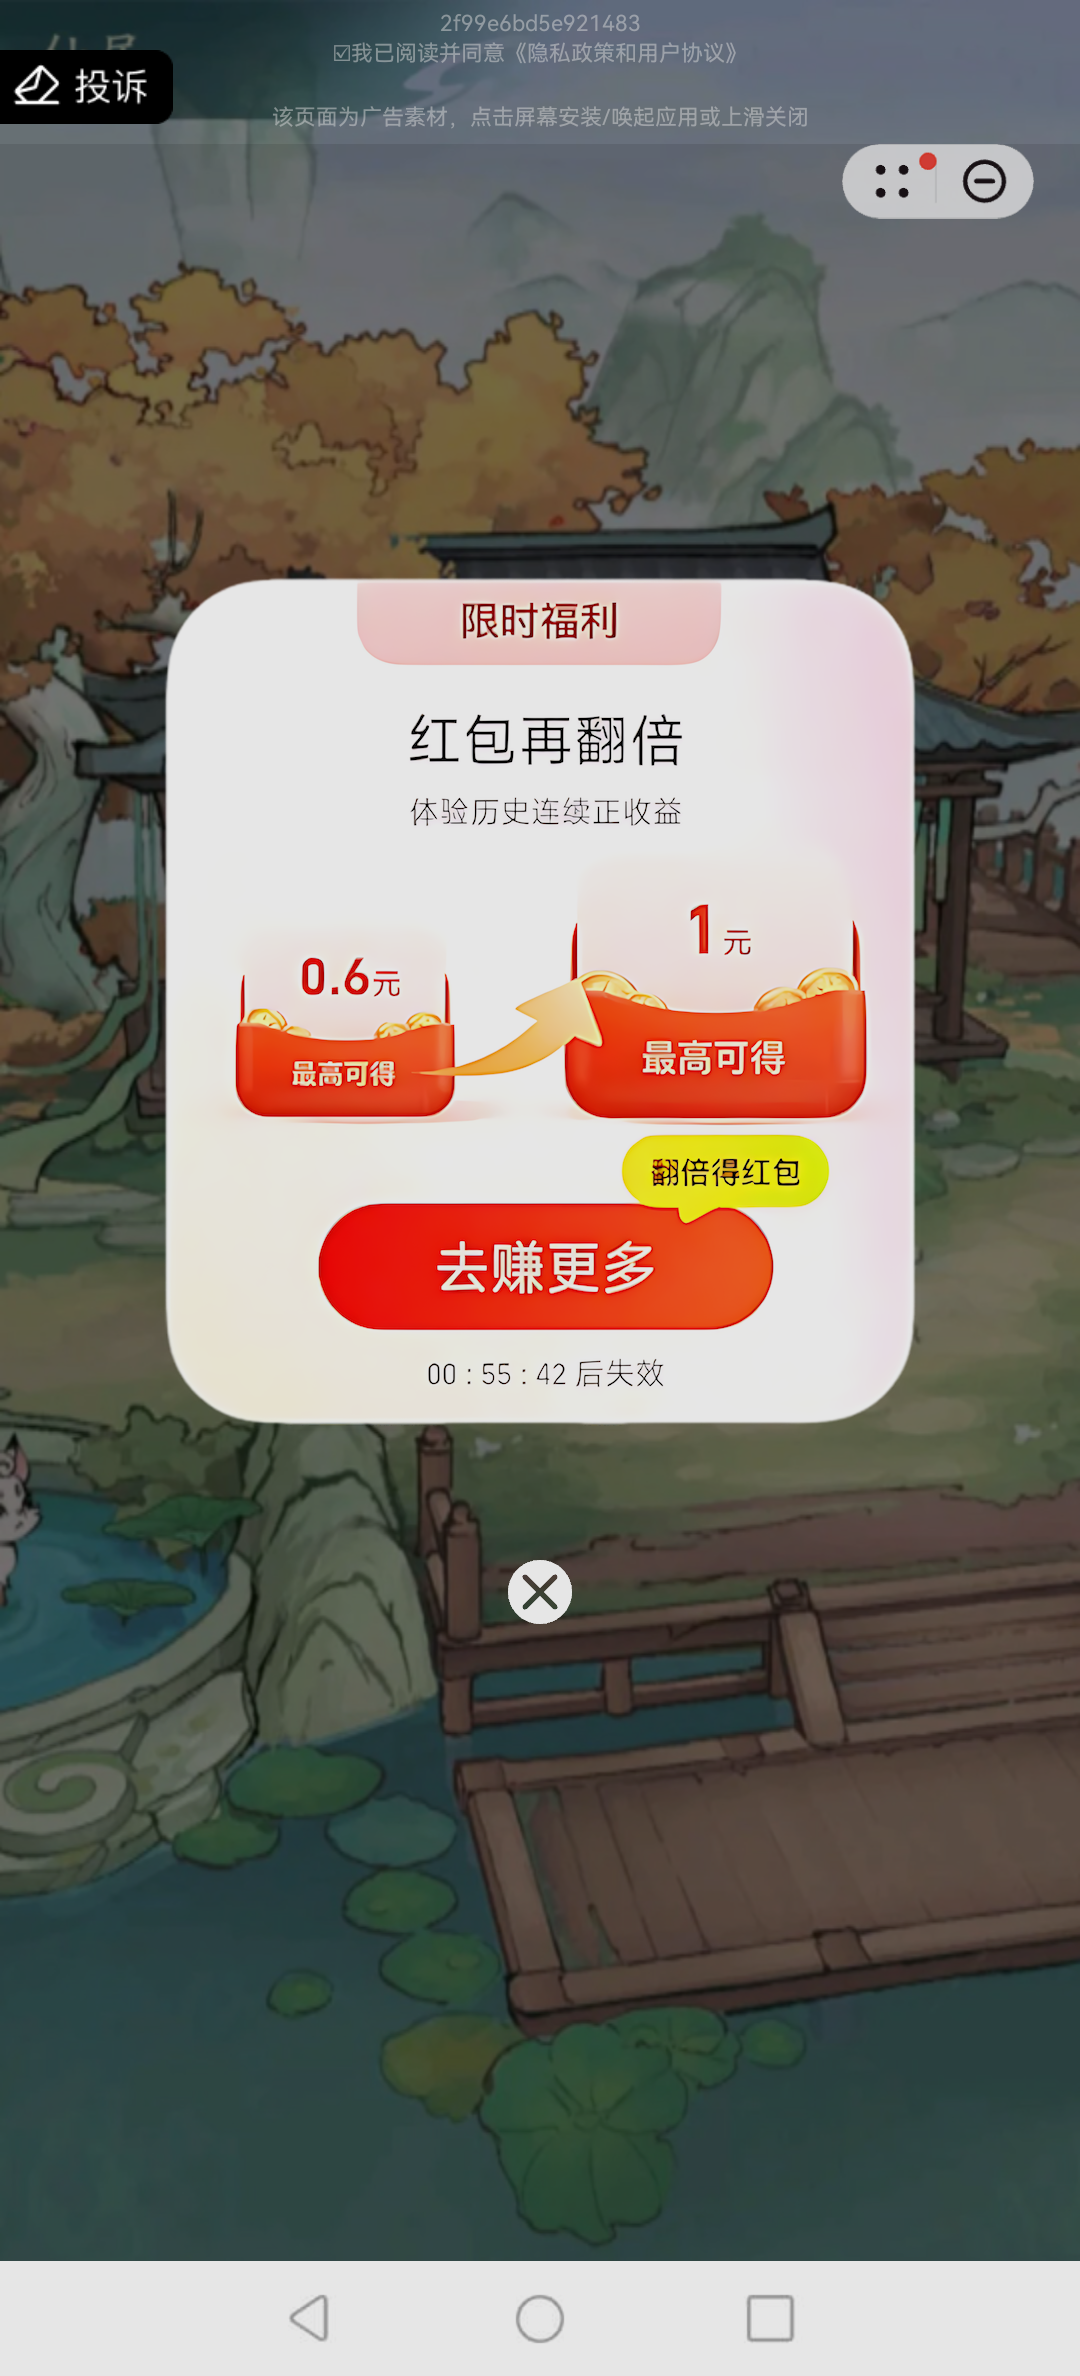 2f99e6bd5e921483
☑我已阅读并同意《隐私政策和用户协议》
投诉
该页面为广告素材，点击屏幕安装/唤起应用或上滑关闭
限时福利
红包再翻倍
体验历史连续正收益
0.6元
1元
最高可得
最高可得
翻倍得红包
去赚更多
00:55:42后失效